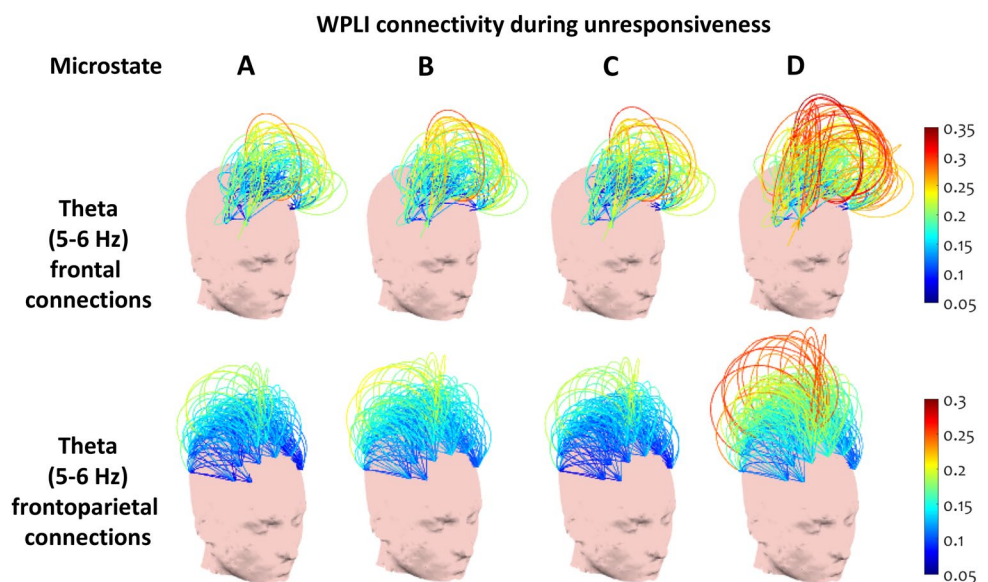 WPLI connectivity during unresponsiveness
Microstate A B C D
Theta
(5-6 Hz)
frontal
connections
0.35
0.3
0.25
0.2
0.15
0.1
0.05
Theta
(5-6 Hz)
frontoparietal
connections
0.3
0.25
0.2
0.15
0.1
0.05